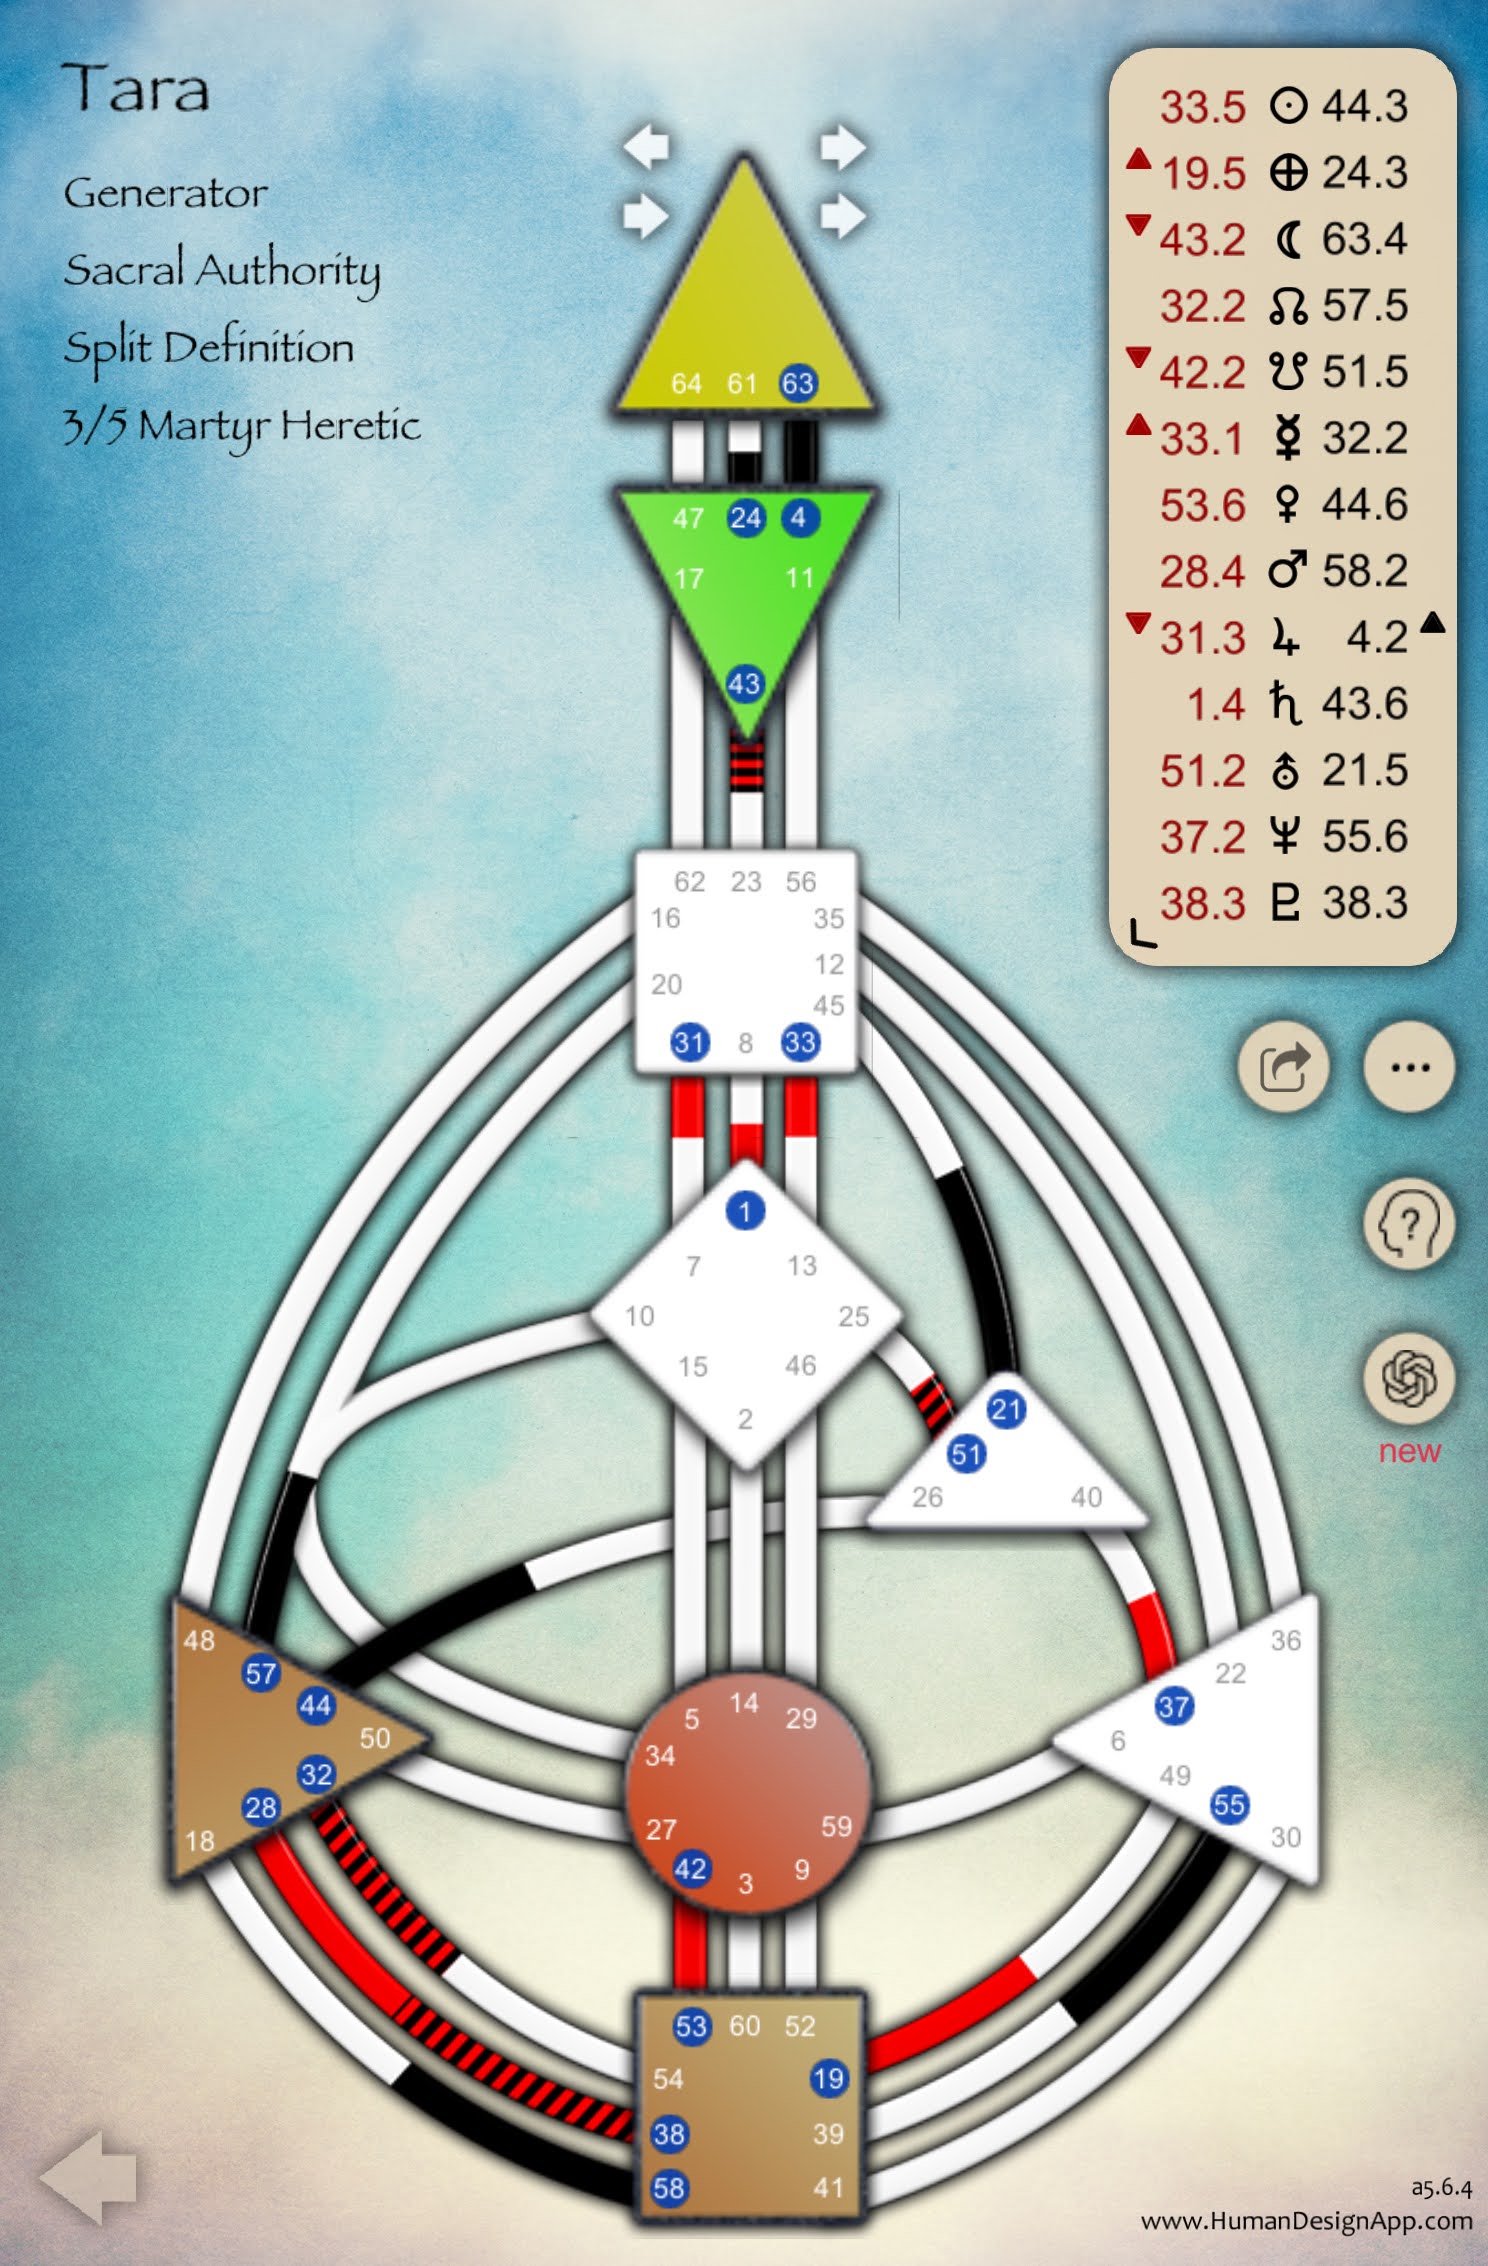 Tara
Generator
Sacral Authority
Split Definition
3/5 Martyr Heretic
33.5 ☉ 44.3
▲ 19.5 ⊕ 24.3
▼ 43.2 ☾ 63.4
32.2 ☊ 57.5
▼ 42.2 ☋ 51.5
▲ 33.1 ☿ 32.2
53.6 ♀ 44.6
28.4 ♂ 58.2
▼ 31.3 ♃ 4.2 ▲
1.4 ♄ 43.6
51.2 ⛢ 21.5
37.2 ♆ 55.6
38.3 ♇ 38.3
64 61 63
47 24 4
17 11
43
62 23 56
16 35
12
20
45
31 8 33
1
7 13
10 25
15 46
2
21
51
26 40
48
57
44
50
32
28
18
36
22
37
6
49
55
30
14
5 29
34
27 59
42 3 9
53 60 52
54 19
38 39
58 41
...
?
new
a5.6.4
www.HumanDesignApp.com